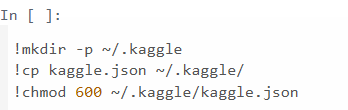 In [ ]:
!mkdir -p ~/.kaggle
!cp kaggle.json ~/.kaggle/
!chmod 600 ~/.kaggle/kaggle.json